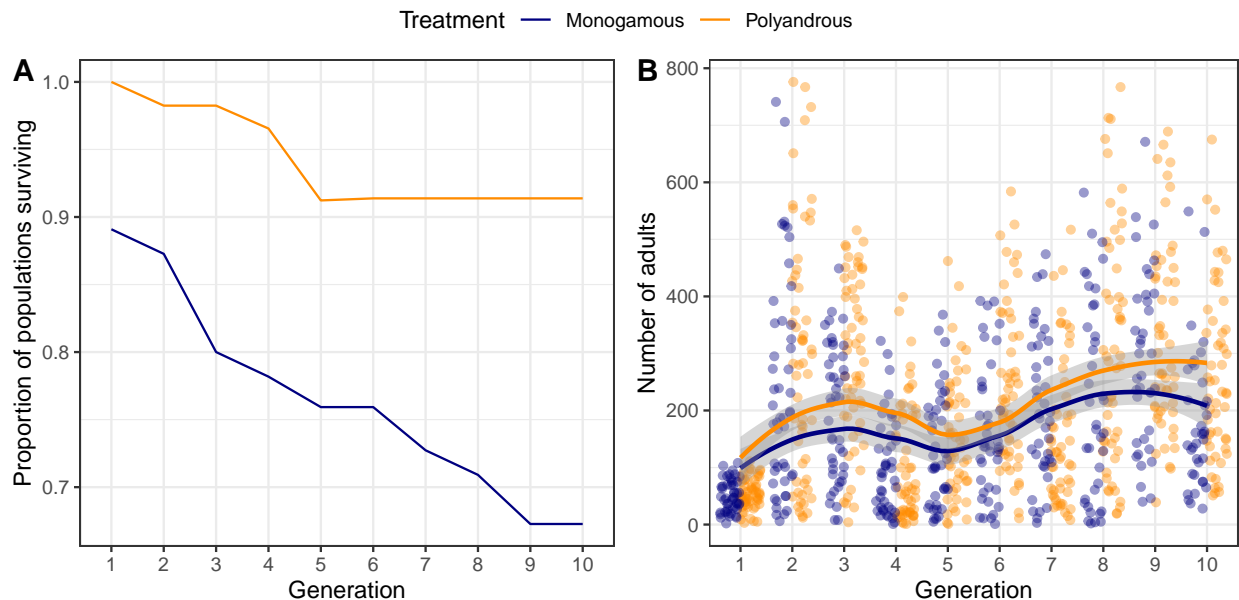 Treatment Monogamous Polyandrous
A
Proportion of populations surviving
1.0
0.9
0.8
0.7
1 2 3 4 5 6 7 8 9 10
Generation
B
Number of adults
800
600
400
200
0
1 2 3 4 5 6 7 8 9 10
Generation